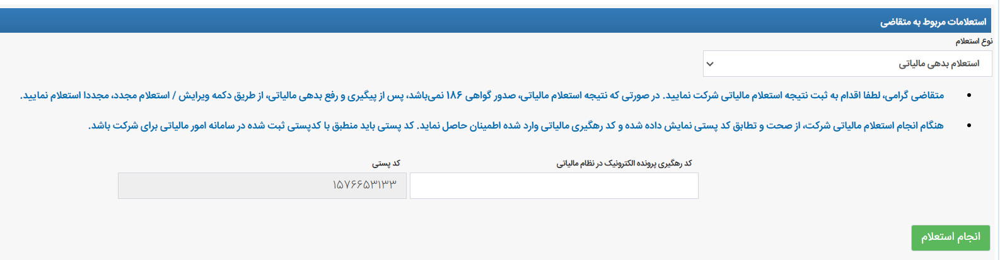 استعلامات مربوط به متقاضی
نوع استعلام
استعلام بدهی مالیاتی
متقاضی گرامی، لطفا اقدام به ثبت نتیجه استعلام مالیاتی شرکت نمایید. در صورتی که نتیجه استعلام مالیاتی، صدور گواهی ۱۸۶ نمی‌باشد، پس از پیگیری و رفع بدهی مالیاتی، از طریق دکمه ویرایش / استعلام مجدد، مجددا استعلام نمایید.
هنگام انجام استعلام مالیاتی شرکت، از صحت و تطابق کد پستی نمایش داده شده و کد رهگیری مالیاتی وارد شده اطمینان حاصل نماید. کد پستی باید منطبق با کدپستی ثبت شده در سامانه امور مالیاتی برای شرکت باشد.
کد رهگیری پرونده الکترونیک در نظام مالیاتی
کد پستی
۱۵۷۶۶۵۳۱۳۳
انجام استعلام